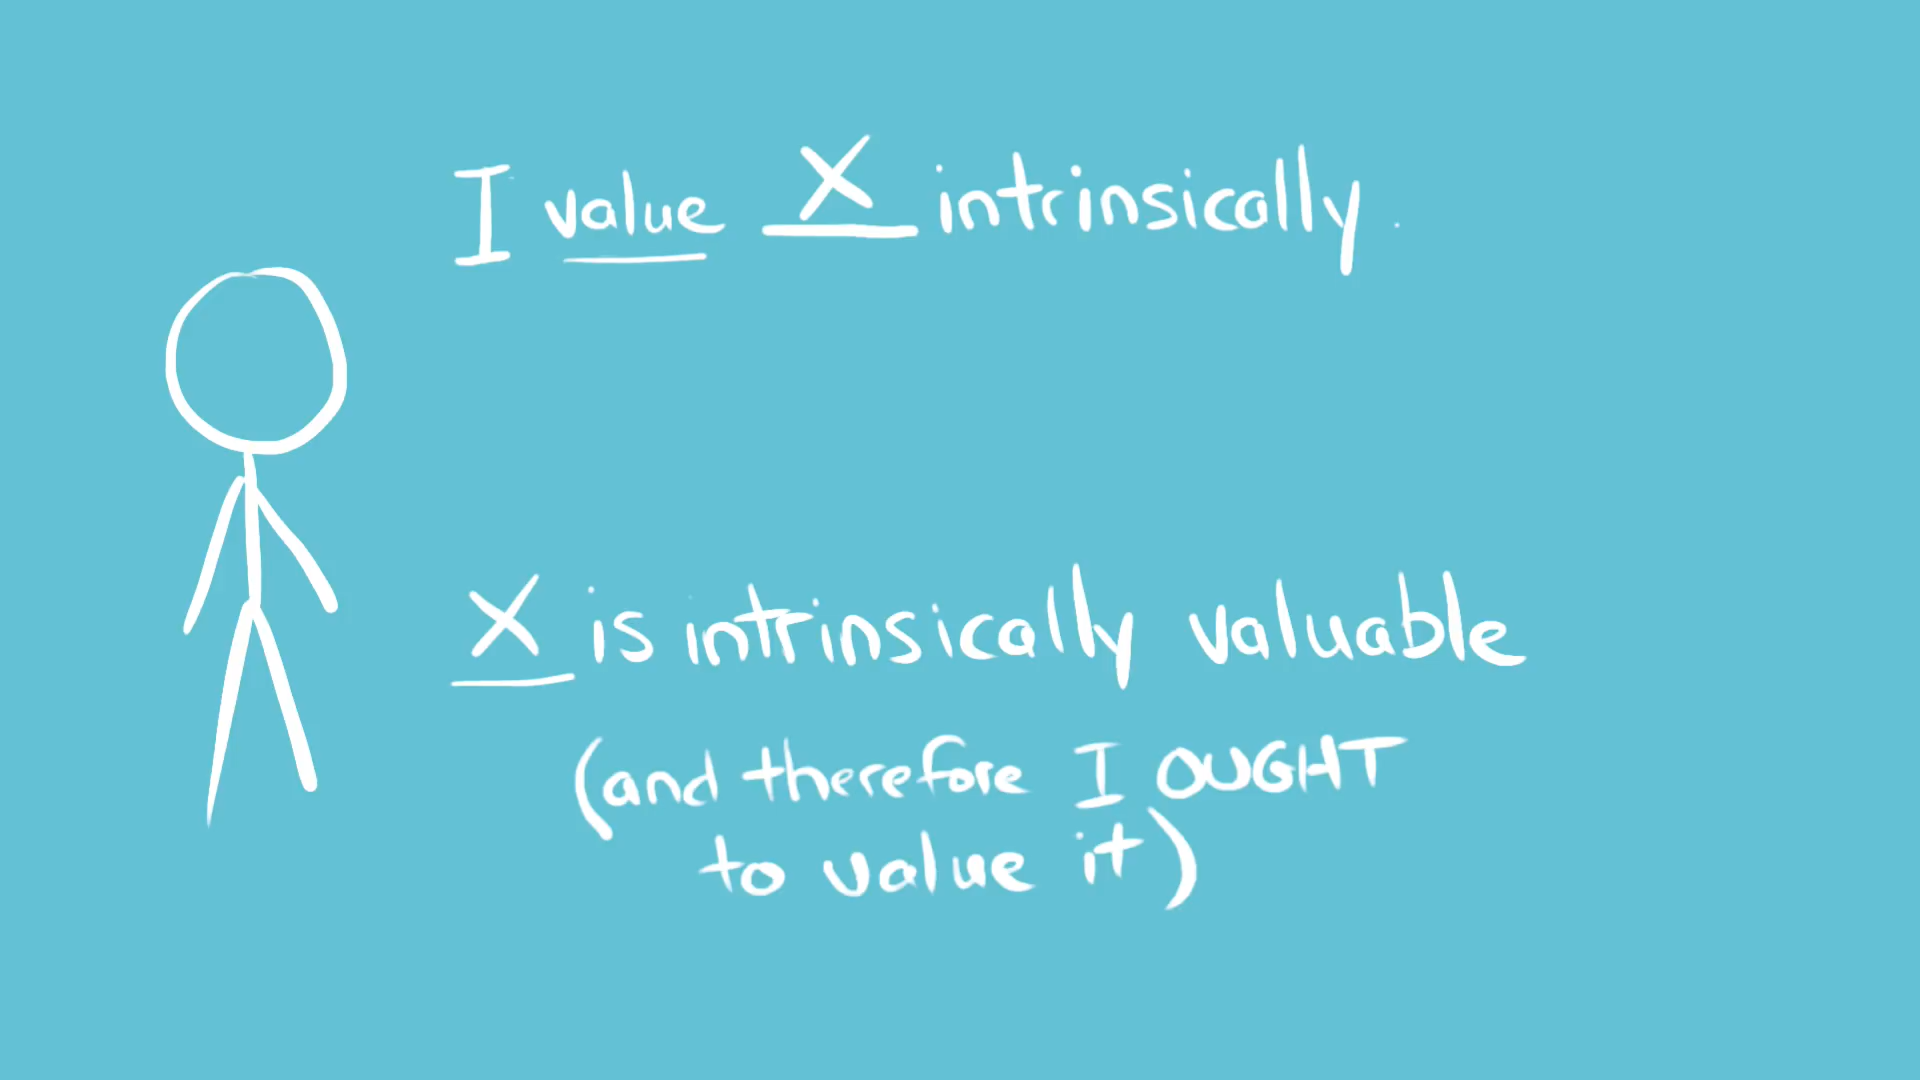 I value X intrinsically.
X is intrinsically valuable
(and therefore I OUGHT
to value it)